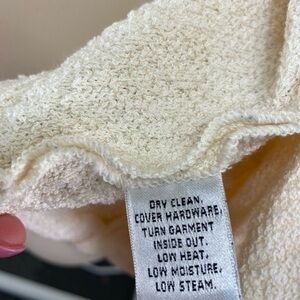 DRY CLEAN.
COVER HARDWARE,
TURN GARMENT
INSIDE OUT.
LOW HEAT.
LOW MOISTURE,
LOW STEAM.